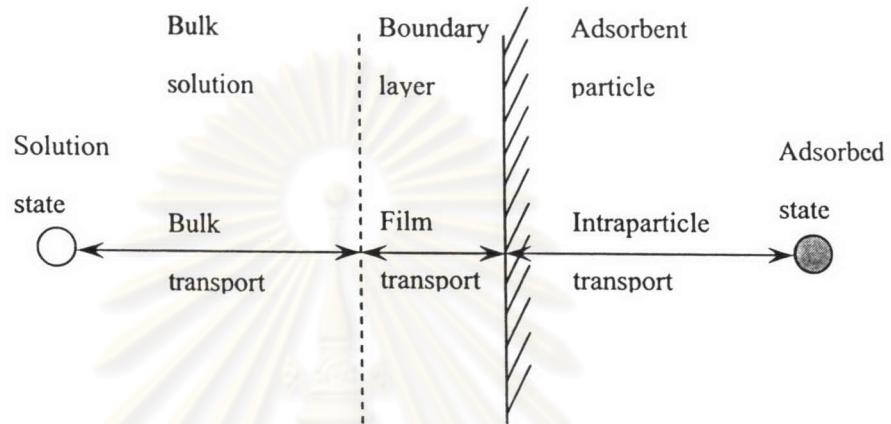 Bulk
solution
Boundary
layer
Adsorbent
particle
Solution
state
Adsorbed
state
Bulk
transport
Film
transport
Intraparticle
transport